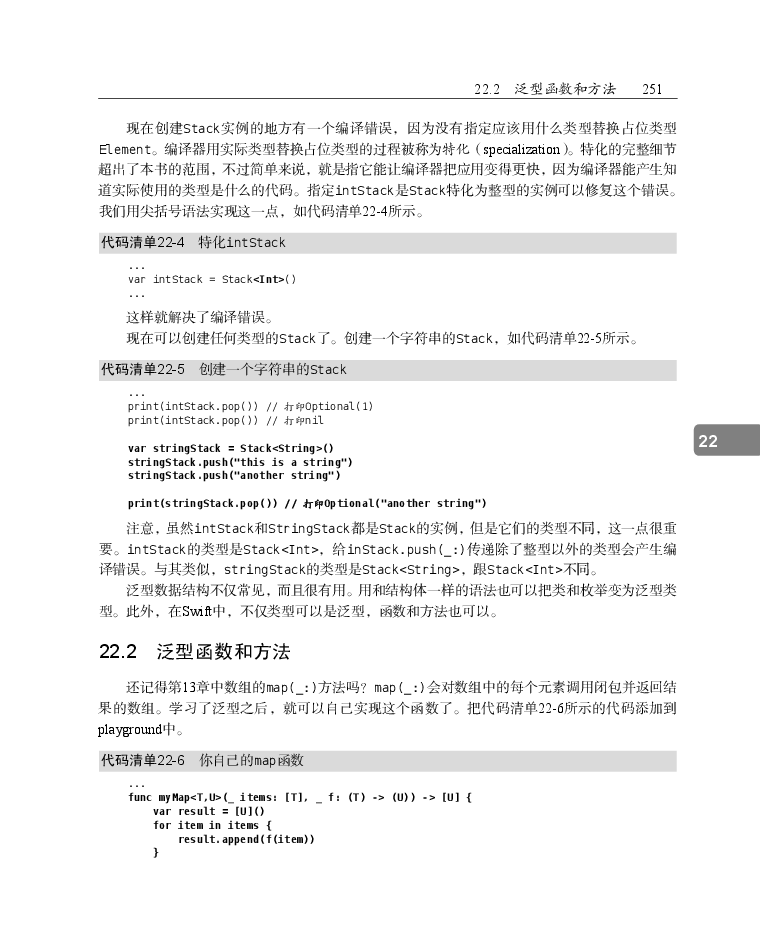 22.2 泛型函数和方法 251
现在创建Stack实例的地方有一个编译错误，因为没有指定应该用什么类型替换占位类型
Element。编译器用实际类型替换占位类型的过程被称为特化（specialization）。特化的完整细节
超出了本书的范围，不过简单来说，就是指它能让编译器把应用变得更快，因为编译器能产生知
道实际使用的类型是什么的代码。指定intStack是Stack特化为整型的实例可以修复这个错误。
我们用尖括号语法实现这一点，如代码清单22-4所示。
代码清单22-4 特化intStack
...
var intStack = Stack<Int>()
...
这样就解决了编译错误。
现在可以创建任何类型的Stack了。创建一个字符串的Stack，如代码清单22-5所示。
代码清单22-5 创建一个字符串的Stack
...
print(intStack.pop()) // 打印Optional(1)
print(intStack.pop()) // 打印nil
var stringStack = Stack<String>()
22
stringStack.push("this is a string")
stringStack.push("another string")
print(stringStack.pop()) // 打印Optional("another string")
注意，虽然intStack和StringStack都是Stack的实例，但是它们的类型不同，这一点很重
要。intStack的类型是Stack<Int>，给inStack.push(_:)传递除了整型以外的类型会产生编
译错误。与其类似，stringStack的类型是Stack<String>，跟Stack<Int>不同。
泛型数据结构不仅常见，而且很有用。用和结构体一样的语法也可以把类和枚举变为泛型类
型。此外，在Swift中，不仅类型可以是泛型，函数和方法也可以。
22.2 泛型函数和方法
还记得第13章中数组的map(_:)方法吗？map(_:)会对数组中的每个元素调用闭包并返回结
果的数组。学习了泛型之后，就可以自己实现这个函数了。把代码清单22-6所示的代码添加到
playground中。
代码清单22-6 你自己的map函数
...
func myMap<T,U>(_ items: [T], _ f: (T) -> (U)) -> [U] {
var result = [U]()
for item in items {
result.append(f(item))
}